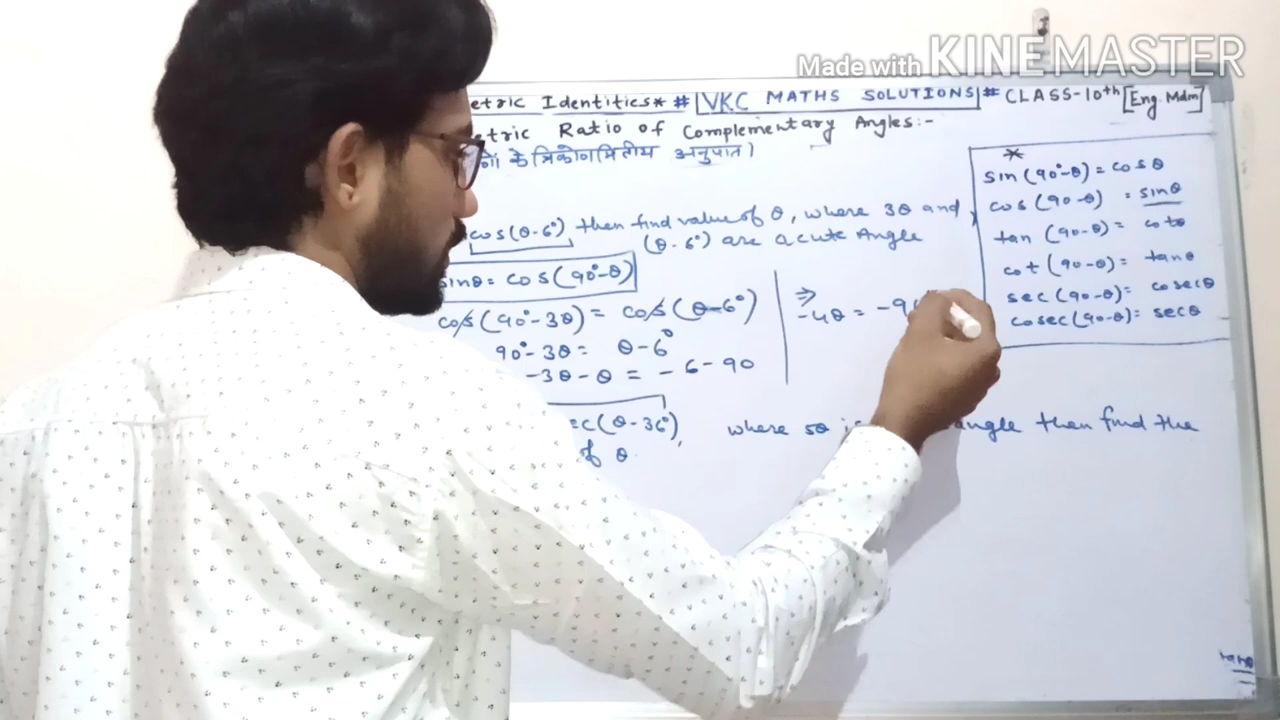 Made with KINEMASTER
etric Identities* # VKC MATHS SOLUTIONS # CLASS-10th [Eng. Mdm]
etric Ratio of Complementary Angles:-
के त्रिकोणमितीय अनुपात)
cos(θ-6°) then find value of θ, where 3θ and
(θ-6°) are acute Angle
sinθ = cos(90°-θ)
cos(90°-3θ) = cos(θ-6°)
90°-3θ = θ-6°
-3θ-θ = -6-90
⇒
-4θ = -9
ec(θ-36°), where 5θ angle then find the
of θ.
*
sin(90°-θ) = cosθ
cos(90-θ) = sinθ
tan(90-θ) = cotθ
cot(90-θ) = tanθ
sec(90-θ) = cosecθ
cosec(90-θ) = secθ